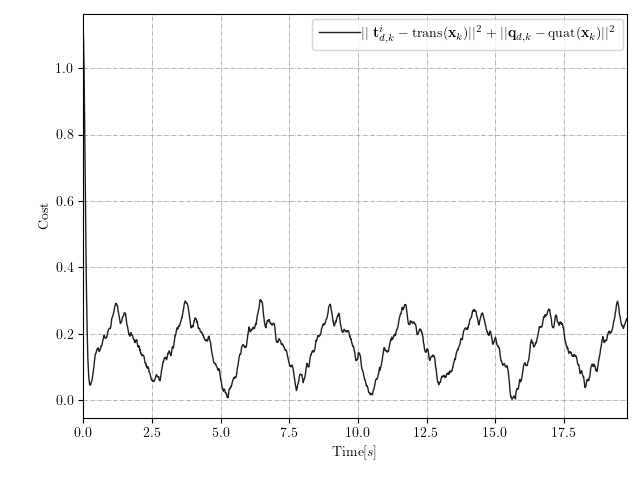 || t^i_{d,k} − trans(x_k)||^2 + ||q_{d,k} − quat(x_k)||^2
1.0
0.8
0.6
0.4
0.2
0.0
Cost
0.0 2.5 5.0 7.5 10.0 12.5 15.0 17.5
Time[s]